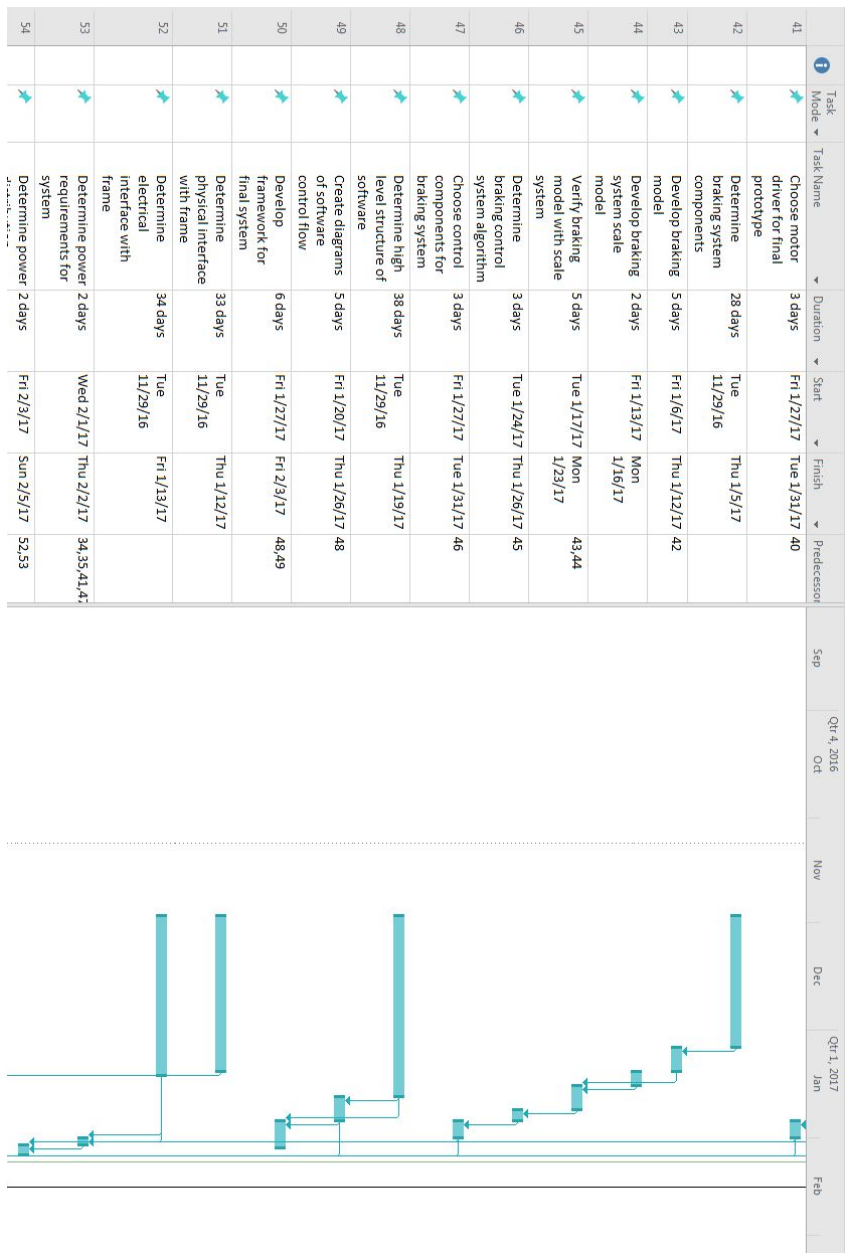 Task
Mode
Task Name
Duration
Start
Finish
Predecessor
Qtr 4, 2016
Qtr 1, 2017
Sep
Oct
Nov
Dec
Jan
Feb
41
Choose motor
driver for final
prototype
3 days
Fri 1/27/17
Tue 1/31/17
40
42
Determine
braking system
components
28 days
Tue
11/29/16
Thu 1/5/17
43
Develop braking
model
5 days
Fri 1/6/17
Thu 1/12/17
42
44
Develop braking
system scale
model
2 days
Fri 1/13/17
Mon
1/16/17
45
Verify braking
model with scale
system
5 days
Tue 1/17/17
Mon
1/23/17
43,44
46
Determine
braking control
system algorithm
3 days
Tue 1/24/17
Thu 1/26/17
45
47
Choose control
components for
braking system
3 days
Fri 1/27/17
Tue 1/31/17
46
48
Determine high
level structure of
software
38 days
Tue
11/29/16
Thu 1/19/17
49
Create diagrams
of software
control flow
5 days
Fri 1/20/17
Thu 1/26/17
48
50
Develop
framework for
final system
6 days
Fri 1/27/17
Fri 2/3/17
48,49
51
Determine
physical interface
with frame
33 days
Tue
11/29/16
Thu 1/12/17
52
Determine
electrical
interface with
frame
34 days
Tue
11/29/16
Fri 1/13/17
53
Determine power
requirements for
system
2 days
Wed 2/1/17
Thu 2/2/17
34,35,41,47
54
Determine power
2 days
Fri 2/3/17
Sun 2/5/17
52,53